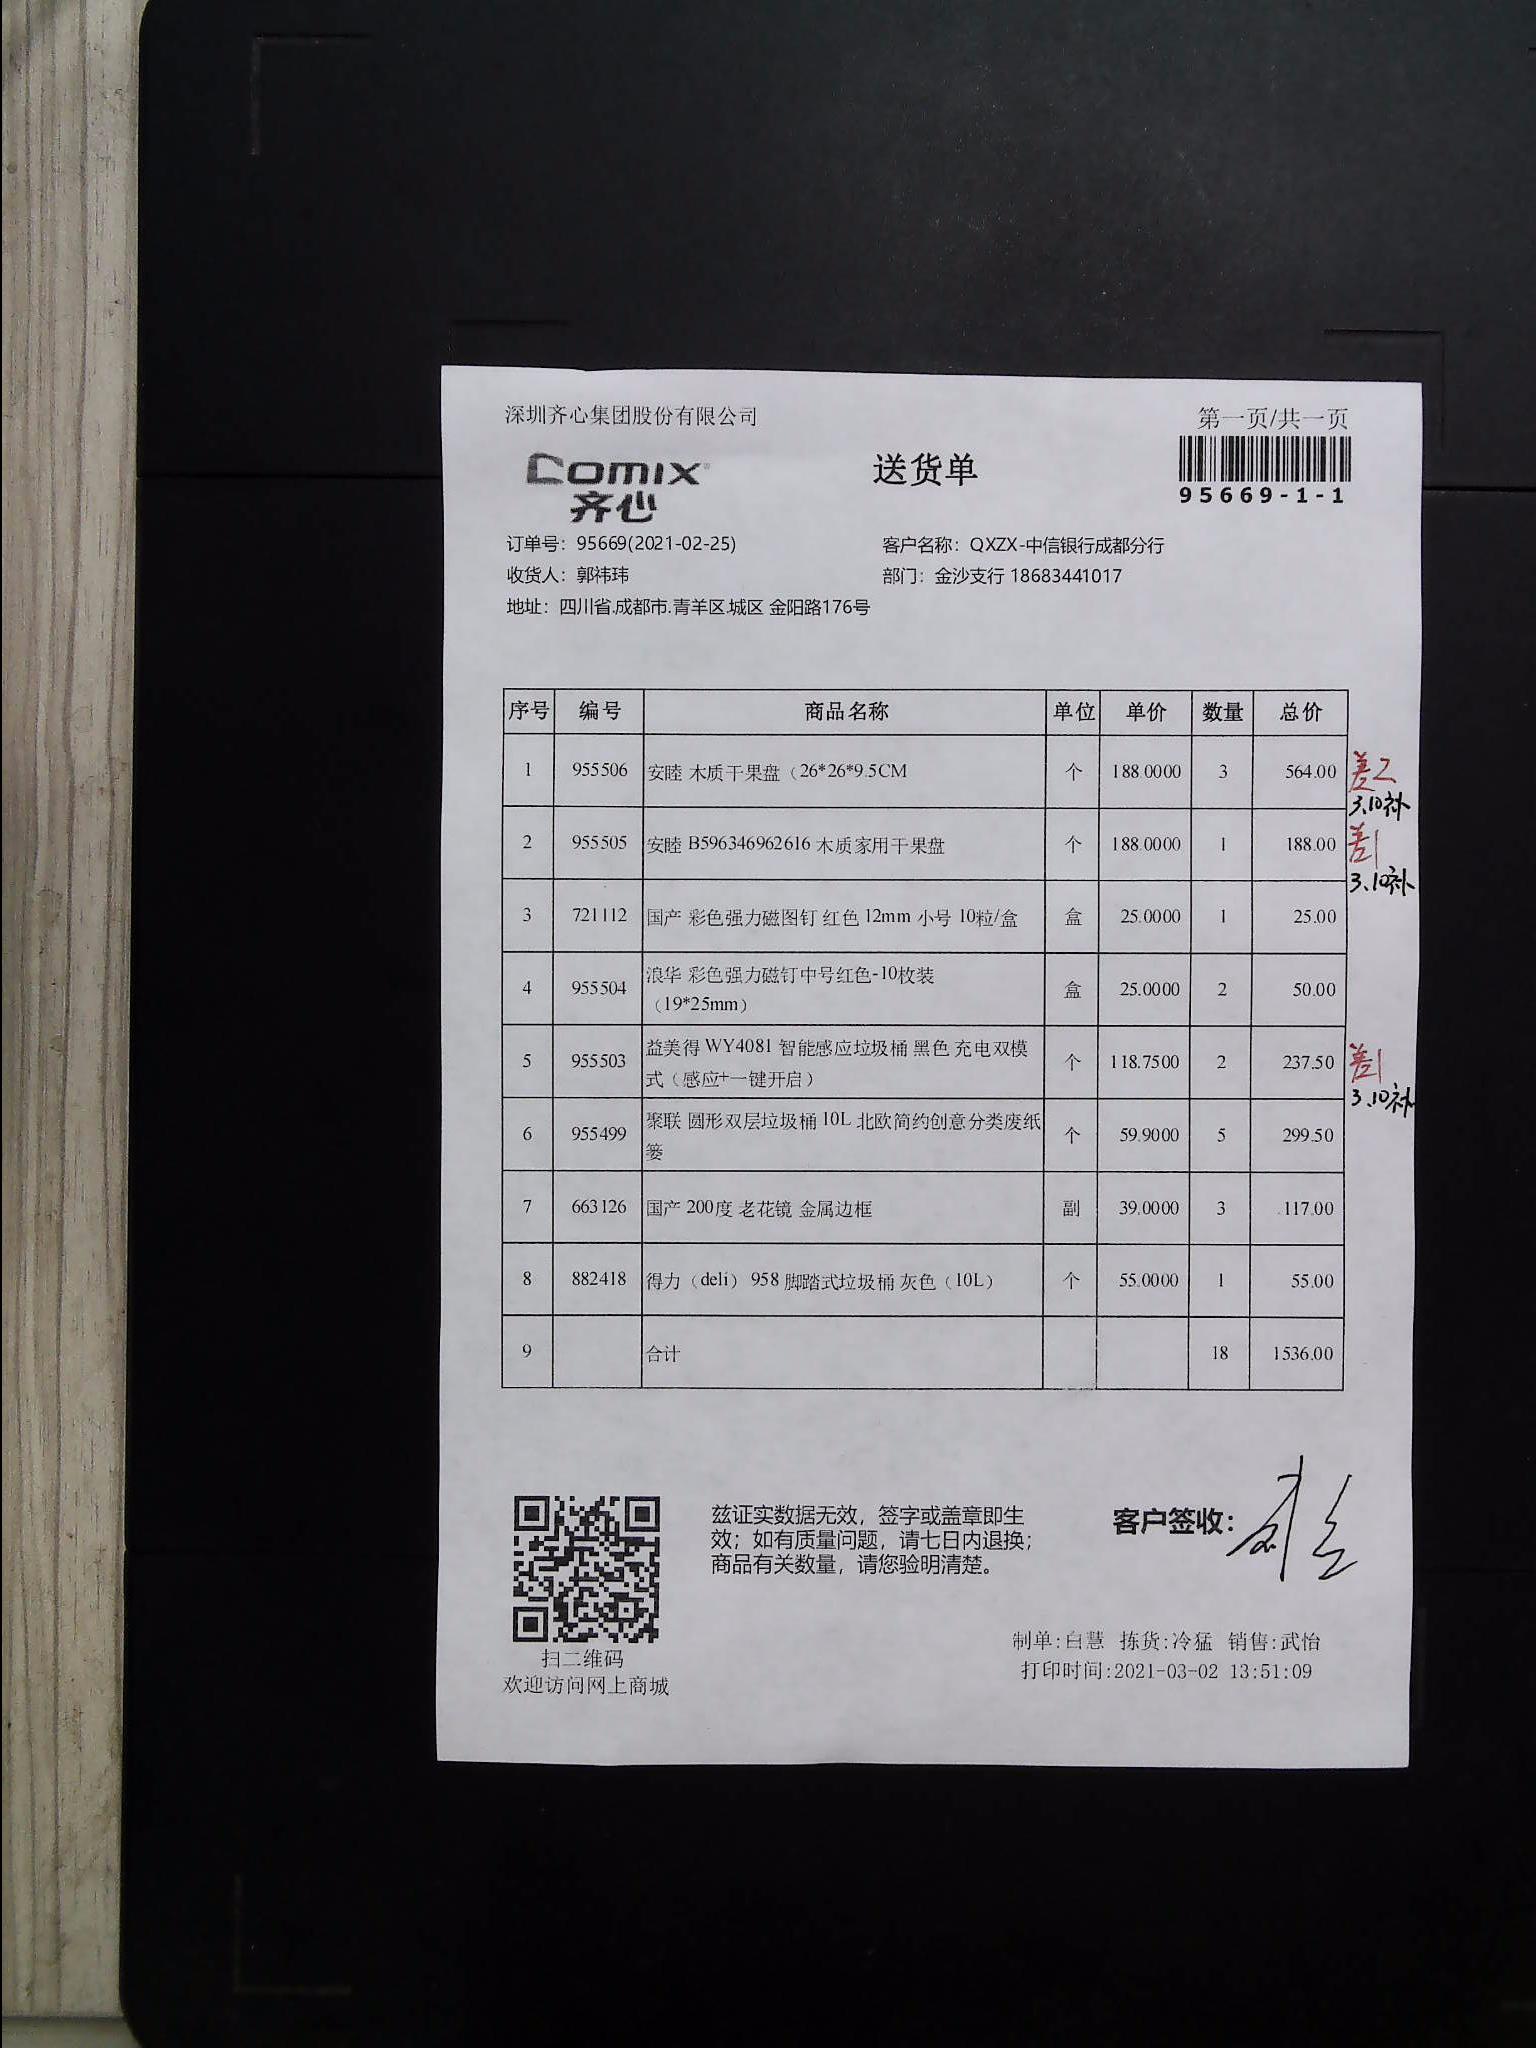 深圳齐心集团股份有限公司
第一页/共一页
Comix
齐心
送货单
95669-1-1
订单号：95669(2021-02-25)
客户名称：QXZX-中信银行成都分行
收货人：郭祎玮
部门：金沙支行 18683441017
地址：四川省.成都市.青羊区.城区 金阳路176号
序号 编号 商品名称 单位 单价 数量 总价
1 955506 安睦 木质干果盘（26*26*9.5CM 个 188.0000 3 564.00
差2
3.10补
2 955505 安睦 B596346962616 木质家用干果盘 个 188.0000 1 188.00
差1
3.10补
3 721112 国产 彩色强力磁图钉 红色 12mm 小号 10粒/盒 盒 25.0000 1 25.00
4 955504 浪华 彩色强力磁钉中号红色-10枚装
（19*25mm） 盒 25.0000 2 50.00
5 955503 益美得 WY4081 智能感应垃圾桶 黑色 充电双模
式（感应+一键开启） 个 118.7500 2 237.50
差1
3.10补
6 955499 聚联 圆形双层垃圾桶 10L 北欧简约创意分类废纸
篓 个 59.9000 5 299.50
7 663126 国产 200度 老花镜 金属边框 副 39.0000 3 117.00
8 882418 得力（deli） 958 脚踏式垃圾桶 灰色（10L） 个 55.0000 1 55.00
9 合计 18 1536.00
兹证实数据无效，签字或盖章即生
效；如有质量问题，请七日内退换；
商品有关数量，请您验明清楚。
客户签收：
扫二维码
欢迎访问网上商城
制单:白慧 拣货:冷猛 销售:武怡
打印时间:2021-03-02 13:51:09